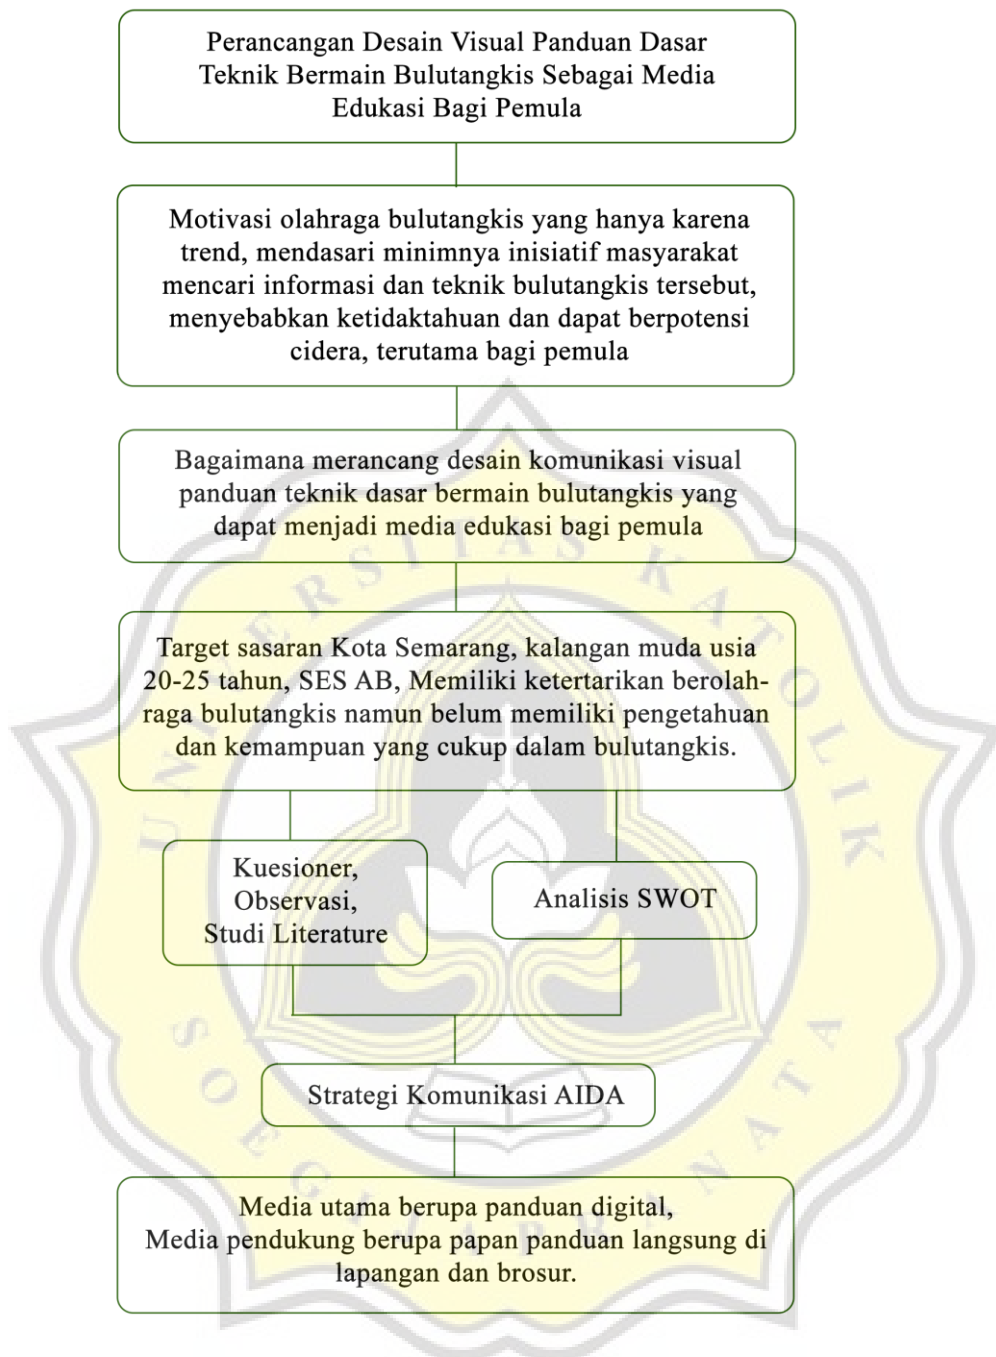 Perancangan Desain Visual Panduan Dasar
Teknik Bermain Bulutangkis Sebagai Media
Edukasi Bagi Pemula
Motivasi olahraga bulutangkis yang hanya karena
trend, mendasari minimnya inisiatif masyarakat
mencari informasi dan teknik bulutangkis tersebut,
menyebabkan ketidaktahuan dan dapat berpotensi
cidera, terutama bagi pemula
Bagaimana merancang desain komunikasi visual
panduan teknik dasar bermain bulutangkis yang
dapat menjadi media edukasi bagi pemula
Target sasaran Kota Semarang, kalangan muda usia
20-25 tahun, SES AB, Memiliki ketertarikan berolah-
raga bulutangkis namun belum memiliki pengetahuan
dan kemampuan yang cukup dalam bulutangkis.
Kuesioner,
Observasi,
Studi Literature
Analisis SWOT
Strategi Komunikasi AIDA
Media utama berupa panduan digital,
Media pendukung berupa papan panduan langsung di
lapangan dan brosur.
UNIVERSITAS KATOLIK
SOEGIJAPRANATA